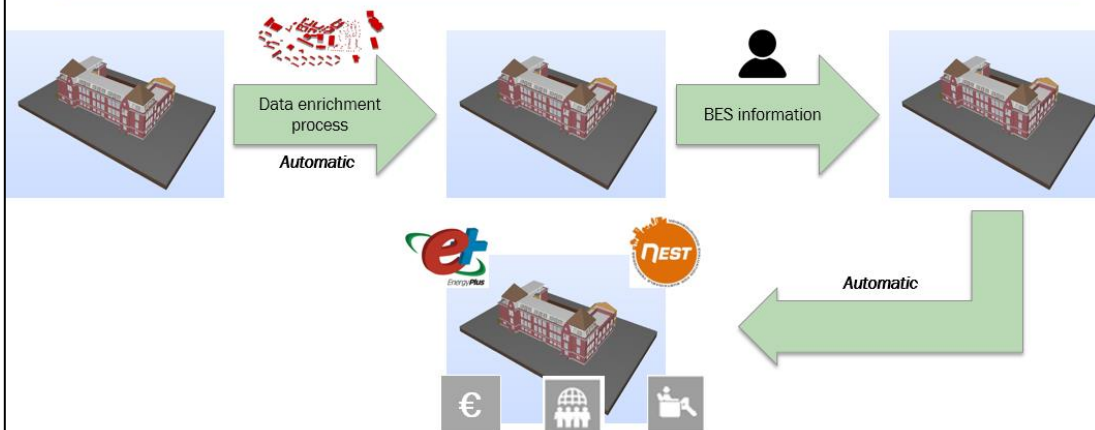 Data enrichment
process
Automatic
BES information
e+
EnergyPlus
nEST
Automatic
€